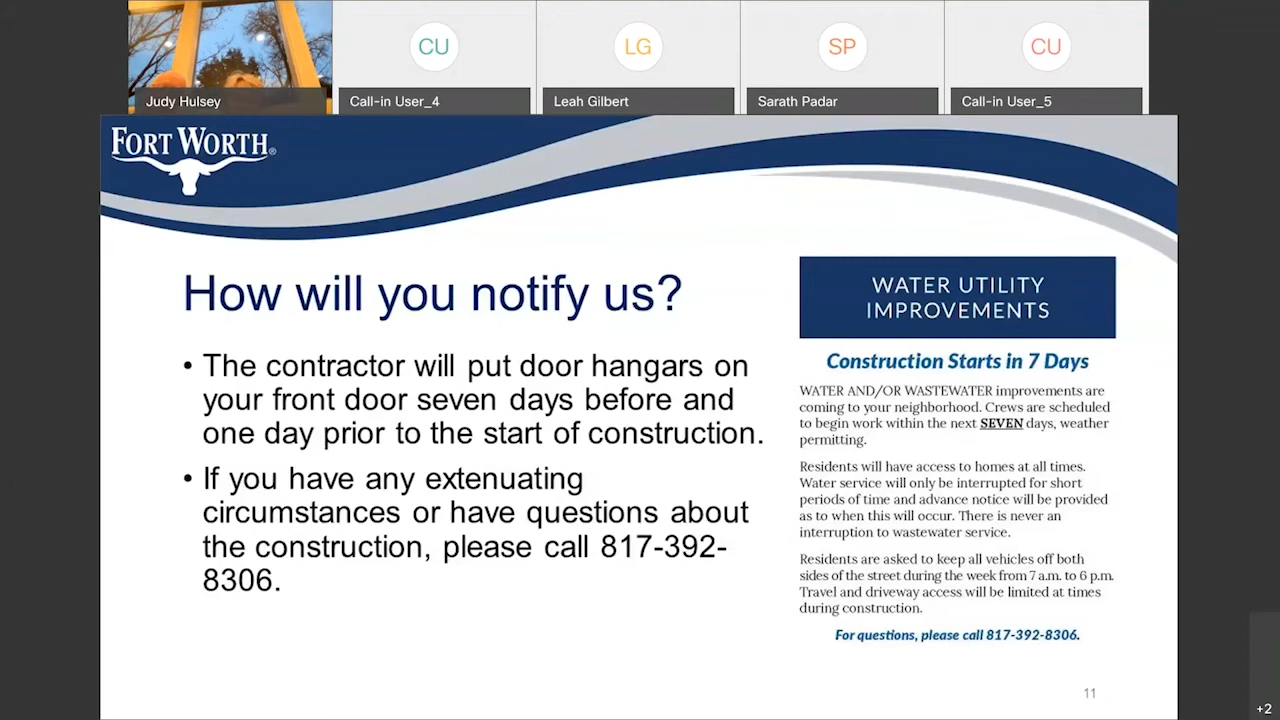 CU
LG
SP
CU
Judy Hulsey
Call-in User_4
Leah Gilbert
Sarath Padar
Call-in User_5
FORT WORTH®
How will you notify us?
• The contractor will put door hangars on
your front door seven days before and
one day prior to the start of construction.
• If you have any extenuating
circumstances or have questions about
the construction, please call 817-392-
8306.
WATER UTILITY
IMPROVEMENTS
Construction Starts in 7 Days
WATER AND/OR WASTEWATER improvements are
coming to your neighborhood. Crews are scheduled
to begin work within the next SEVEN days, weather
permitting.
Residents will have access to homes at all times.
Water service will only be interrupted for short
periods of time and advance notice will be provided
as to when this will occur. There is never an
interruption to wastewater service.
Residents are asked to keep all vehicles off both
sides of the street during the week from 7 a.m. to 6 p.m.
Travel and driveway access will be limited at times
during construction.
For questions, please call 817-392-8306.
11
+2